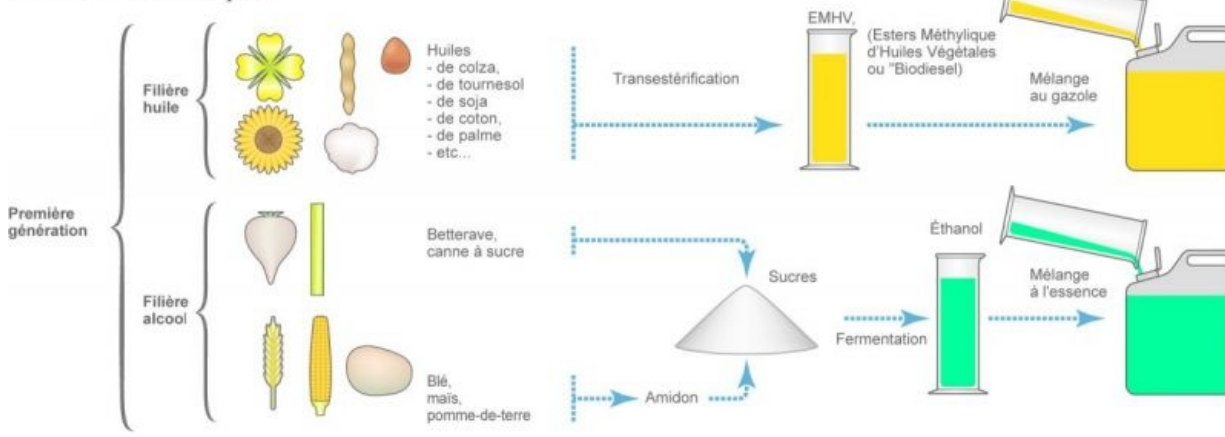 Première
génération
Filière
huile
Huiles
- de colza,
- de tournesol
- de soja
- de coton,
- de palme
- etc...
Transestérification
EMHV,
(Esters Méthylique
d'Huiles Végétales
ou "Biodiesel)
Mélange
au gazole
Filière
alcool
Betterave,
canne à sucre
Blé,
maïs,
pomme-de-terre
Amidon
Sucres
Fermentation
Éthanol
Mélange
à l'essence